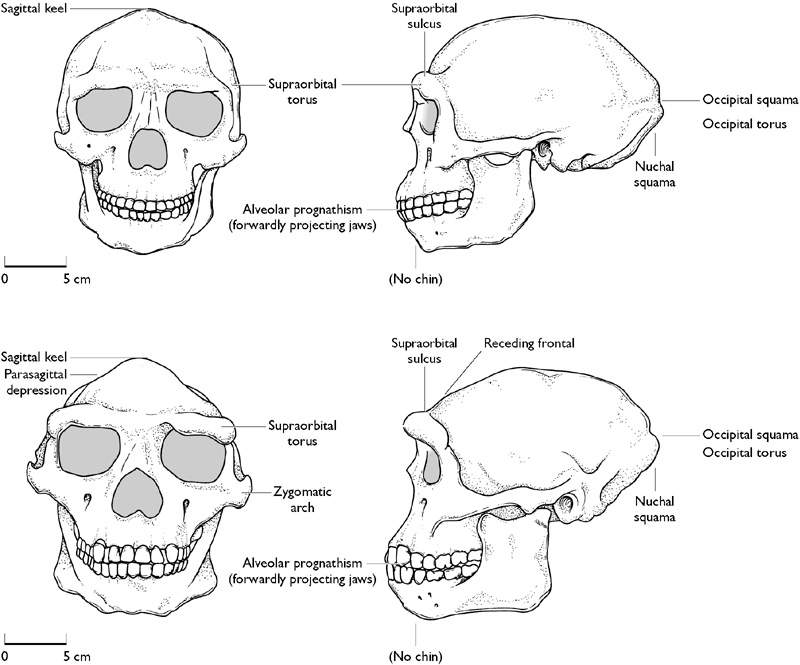 Sagittal keel
Supraorbital
sulcus
Supraorbital
torus
Occipital squama
Occipital torus
Nuchal
squama
Alveolar prognathism
(forwardly projecting jaws)
0 5 cm
(No chin)
Sagittal keel
Parasagittal
depression
Supraorbital
sulcus
Receding frontal
Supraorbital
torus
Occipital squama
Occipital torus
Zygomatic
arch
Nuchal
squama
Alveolar prognathism
(forwardly projecting jaws)
0 5 cm
(No chin)